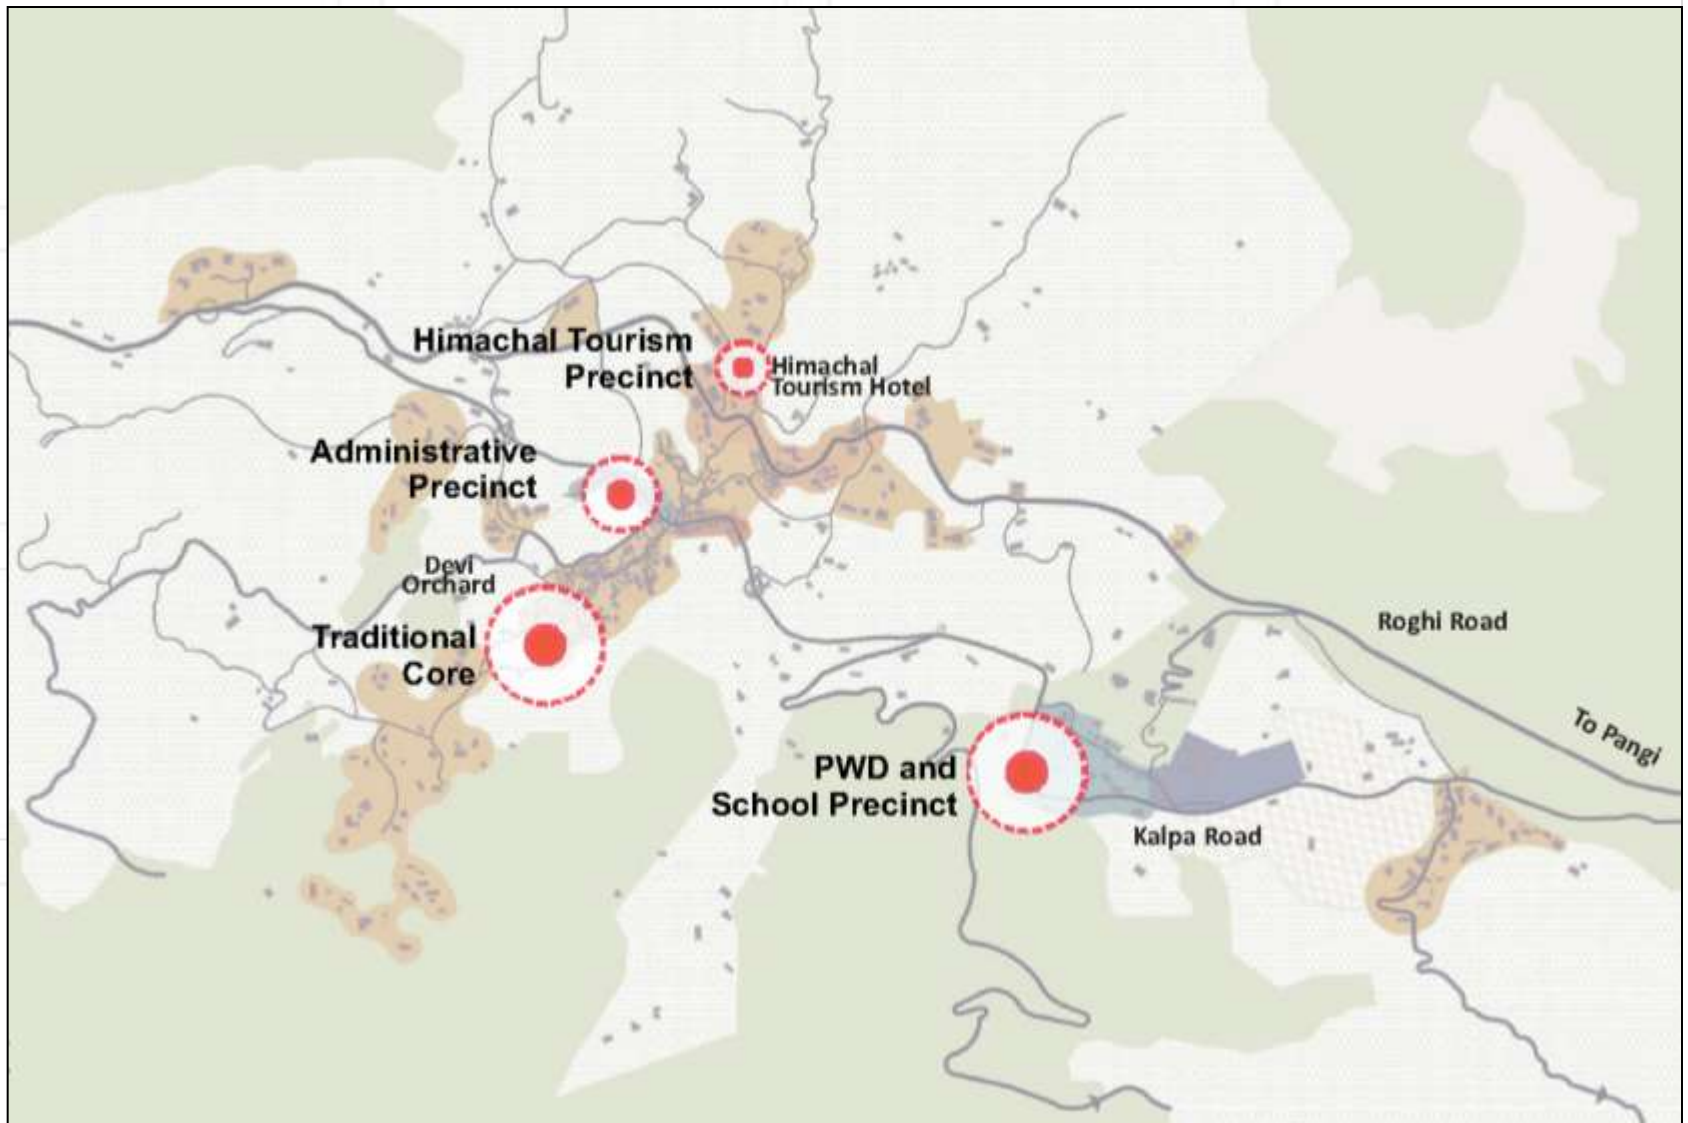 Himachal Tourism
Precinct
Himachal
Tourism Hotel
Administrative
Precinct
Devi
Orchard
Traditional
Core
Roghi Road
To Pangi
PWD and
School Precinct
Kalpa Road